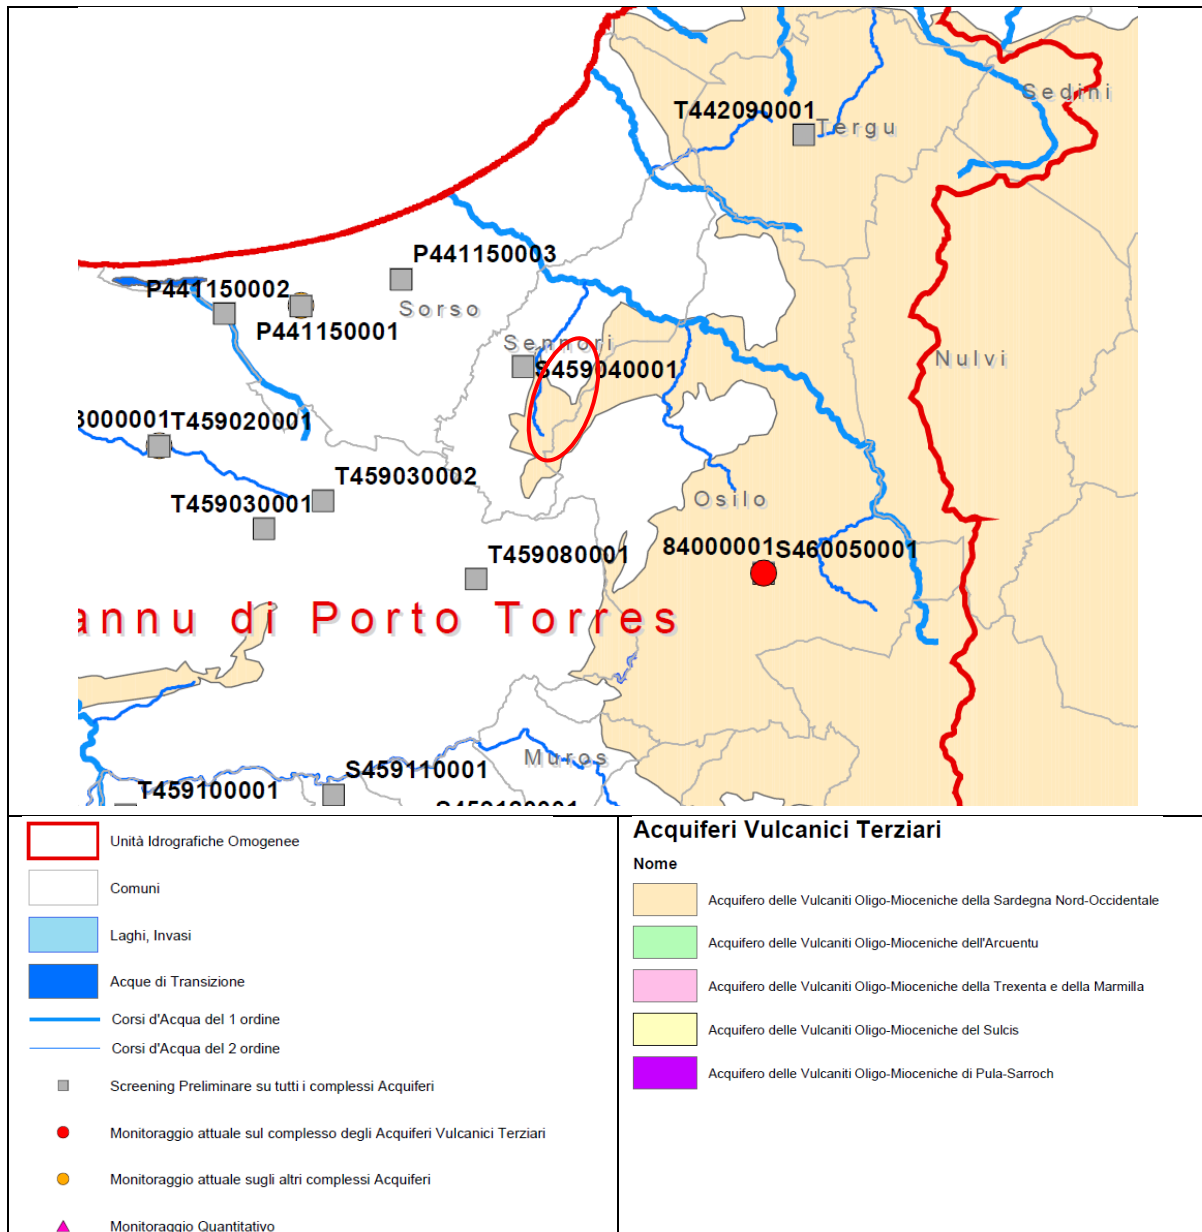 Sedini
T442090001
Tergu
P441150003
P441150002
Sorso
P441150001
Sennori
Nulvi
S459040001
3000001 T459020001
T459030002
Osilo
T459030001
84000001 S460050001
T459080001
annu di Porto Torres
Muros
S459110001
T459100001
Unità Idrografiche Omogenee
Comuni
Laghi, Invasi
Acque di Transizione
Corsi d'Acqua del 1 ordine
Corsi d'Acqua del 2 ordine
Screening Preliminare su tutti i complessi Acquiferi
Monitoraggio attuale sul complesso degli Acquiferi Vulcanici Terziari
Monitoraggio attuale sugli altri complessi Acquiferi
Monitoraggio Quantitativo
Acquiferi Vulcanici Terziari
Nome
Acquifero delle Vulcaniti Oligo-Mioceniche della Sardegna Nord-Occidentale
Acquifero delle Vulcaniti Oligo-Mioceniche dell'Arcuentu
Acquifero delle Vulcaniti Oligo-Mioceniche della Trexenta e della Marmilla
Acquifero delle Vulcaniti Oligo-Mioceniche del Sulcis
Acquifero delle Vulcaniti Oligo-Mioceniche di Pula-Sarroch